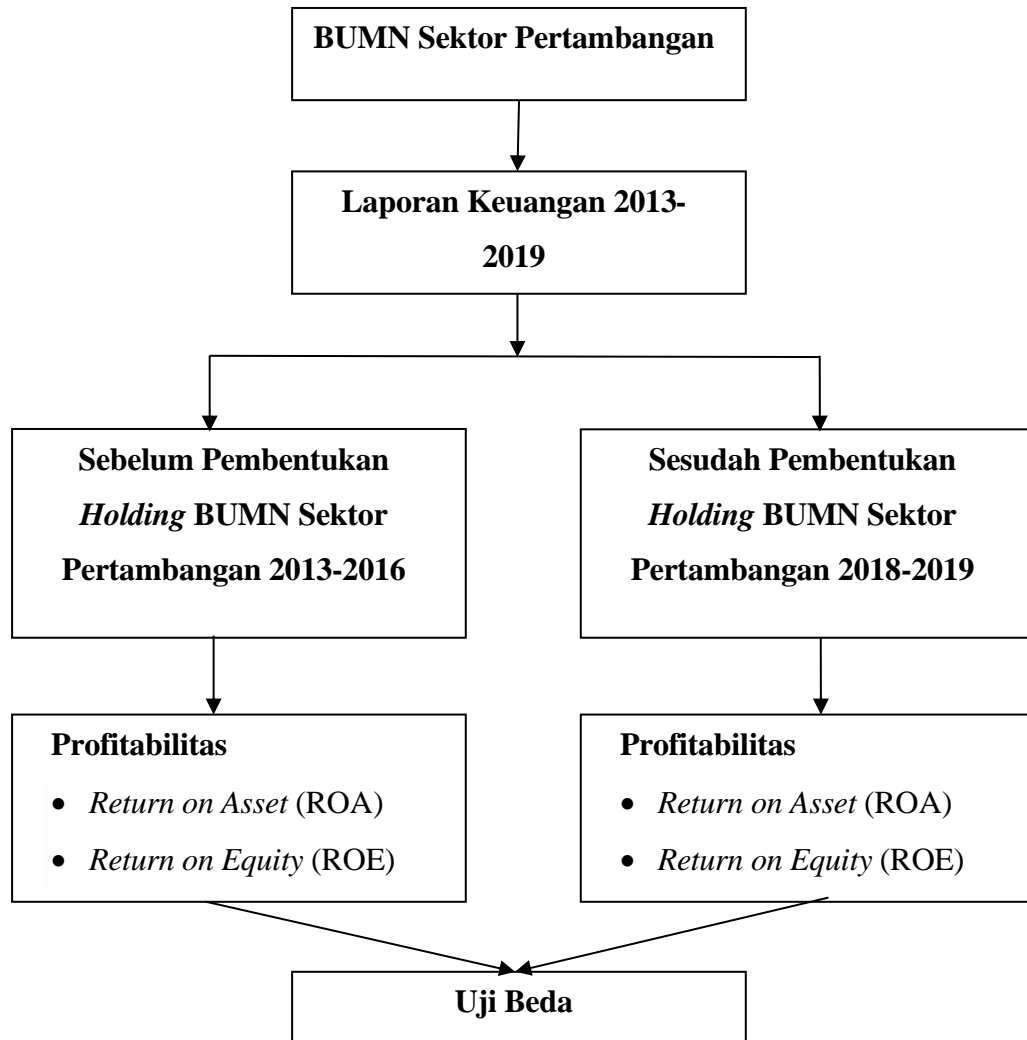 BUMN Sektor Pertambangan
Laporan Keuangan 2013-
2019
Sebelum Pembentukan
Holding BUMN Sektor
Pertambangan 2013-2016
Sesudah Pembentukan
Holding BUMN Sektor
Pertambangan 2018-2019
Profitabilitas
• Return on Asset (ROA)
• Return on Equity (ROE)
Profitabilitas
• Return on Asset (ROA)
• Return on Equity (ROE)
Uji Beda